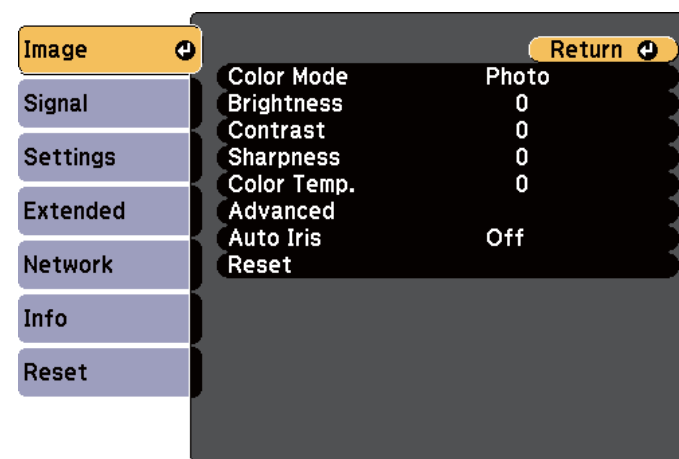 Image
Signal
Settings
Extended
Network
Info
Reset
Return
Color Mode Photo
Brightness 0
Contrast 0
Sharpness 0
Color Temp. 0
Advanced
Auto Iris Off
Reset